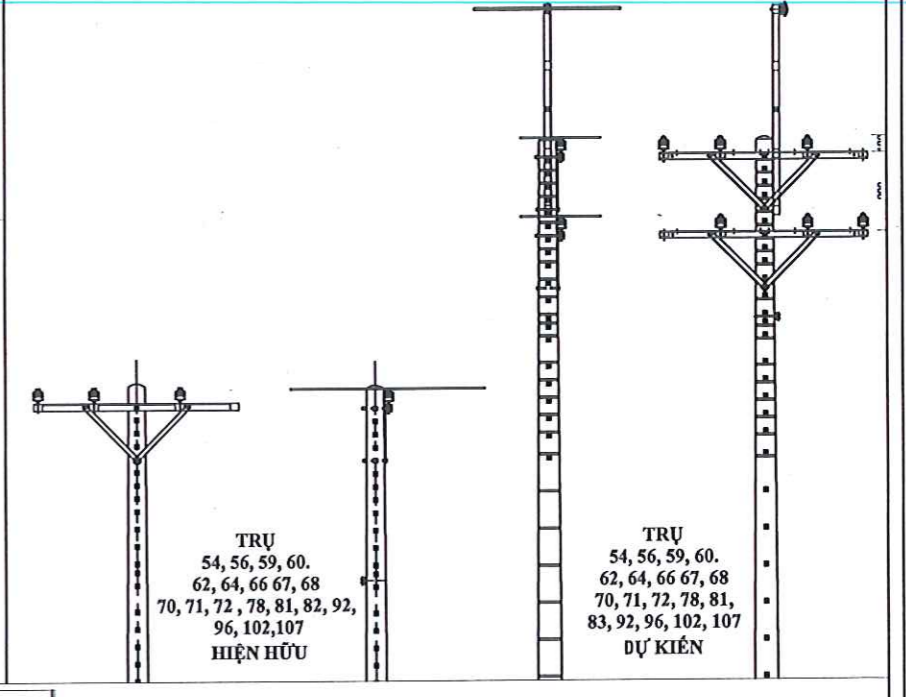 TRỤ
54, 56, 59, 60.
62, 64, 66 67, 68
70, 71, 72 , 78, 81, 82, 92,
96, 102,107
HIỆN HỮU
TRỤ
54, 56, 59, 60.
62, 64, 66 67, 68
70, 71, 72, 78, 81,
83, 92, 96, 102, 107
DỰ KIẾN